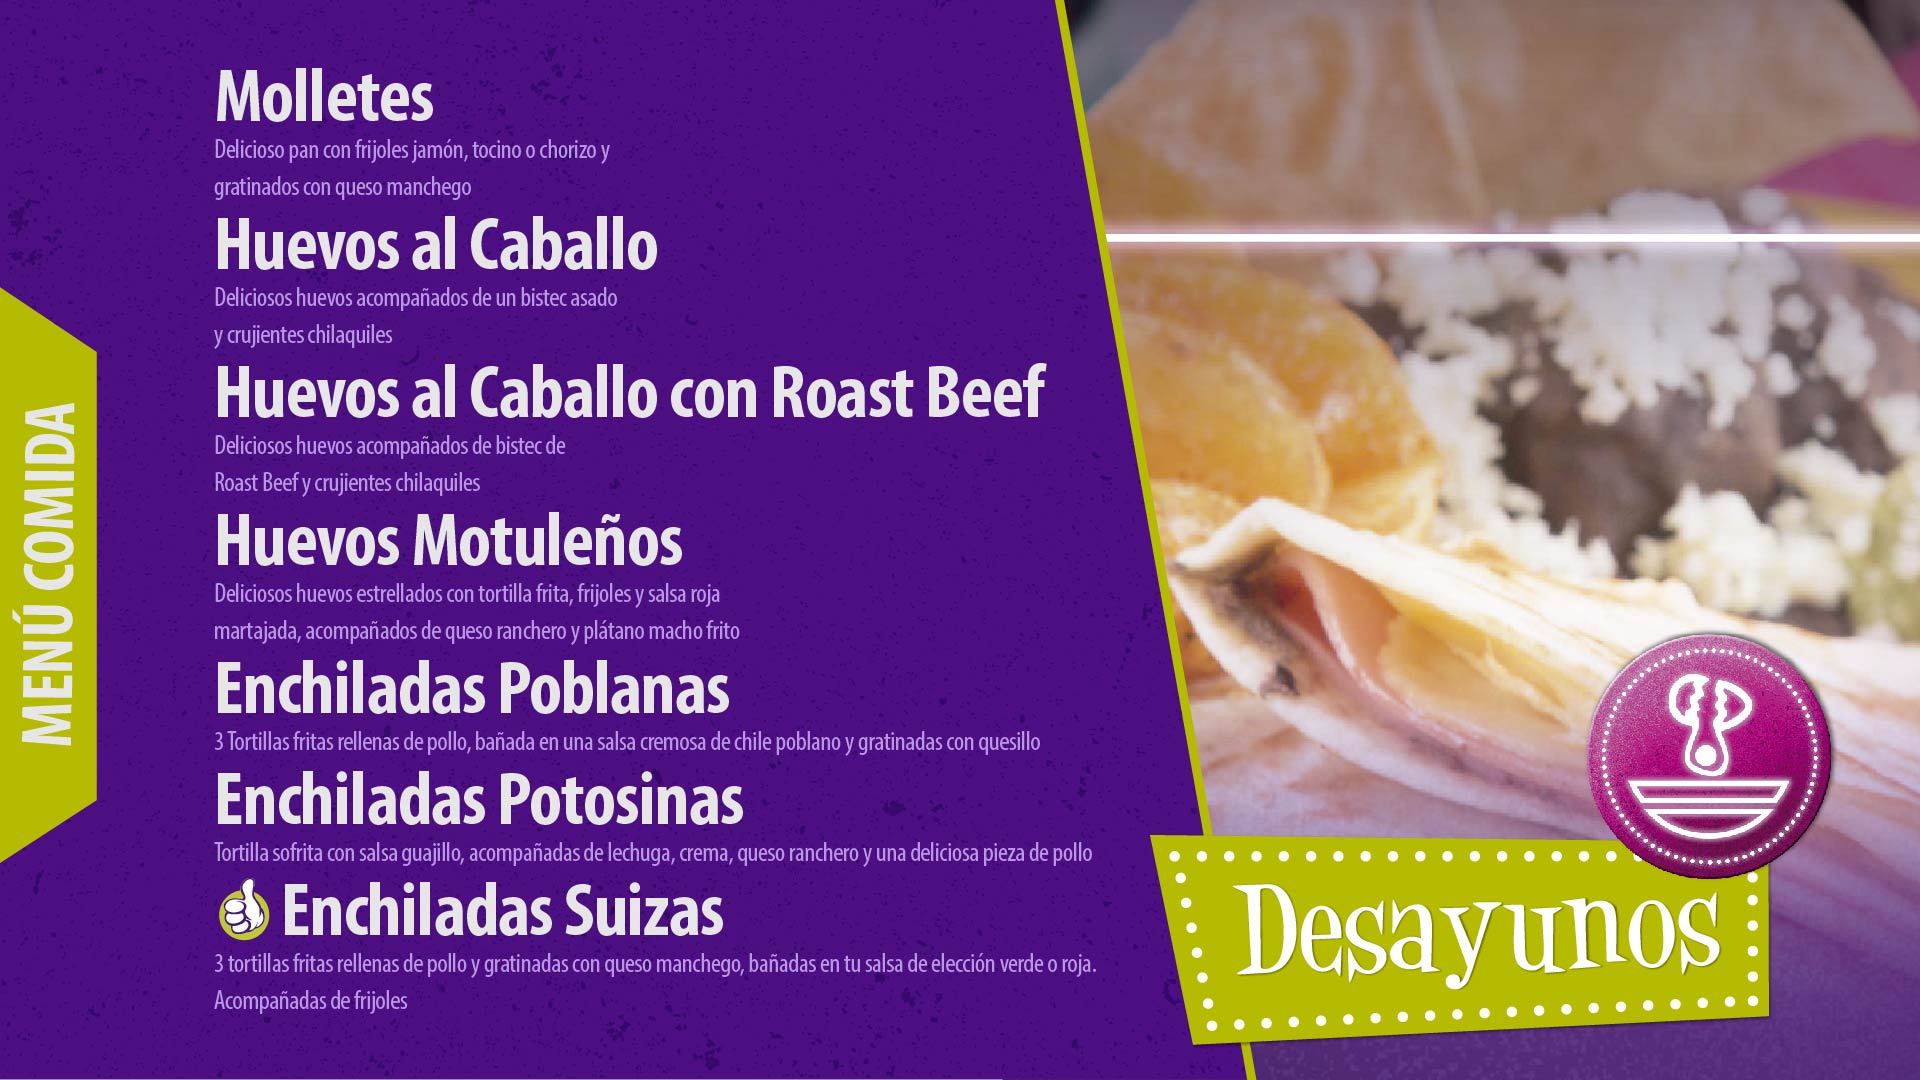 MENÚ COMIDA
Molletes
Delicioso pan con frijoles jamón, tocino o chorizo y
gratinados con queso manchego
Huevos al Caballo
Deliciosos huevos acompañados de un bistec asado
y crujientes chilaquiles
Huevos al Caballo con Roast Beef
Deliciosos huevos acompañados de bistec de
Roast Beef y crujientes chilaquiles
Huevos Motuleños
Deliciosos huevos estrellados con tortilla frita, frijoles y salsa roja
martajada, acompañados de queso ranchero y plátano macho frito
Enchiladas Poblanas
3 Tortillas fritas rellenas de pollo, bañada en una salsa cremosa de chile poblano y gratinadas con quesillo
Enchiladas Potosinas
Tortilla sofrita con salsa guajillo, acompañadas de lechuga, crema, queso ranchero y una deliciosa pieza de pollo
Enchiladas Suizas
3 tortillas fritas rellenas de pollo y gratinadas con queso manchego, bañadas en tu salsa de elección verde o roja.
Acompañadas de frijoles
Desayunos